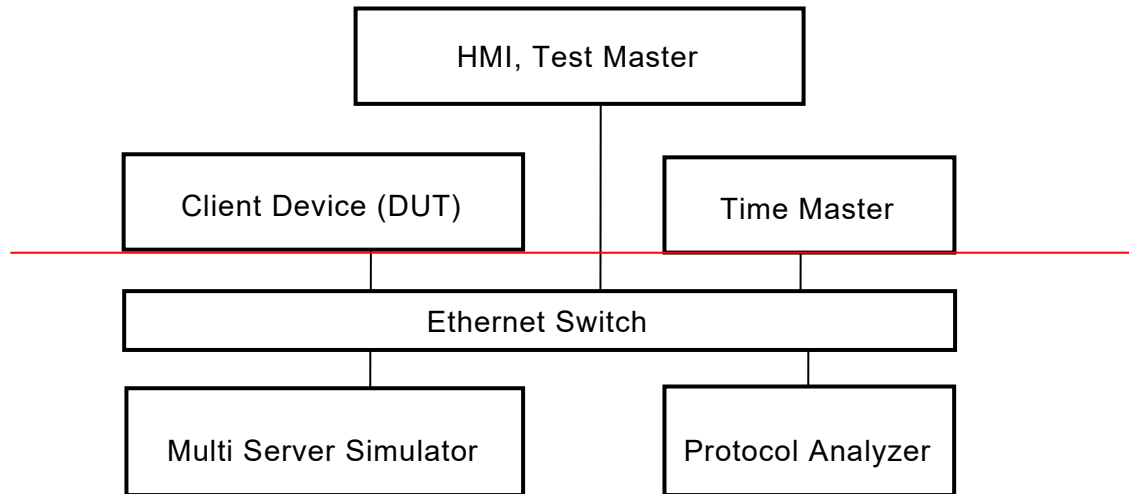 HMI, Test Master
Client Device (DUT)
Time Master
Ethernet Switch
Multi Server Simulator
Protocol Analyzer